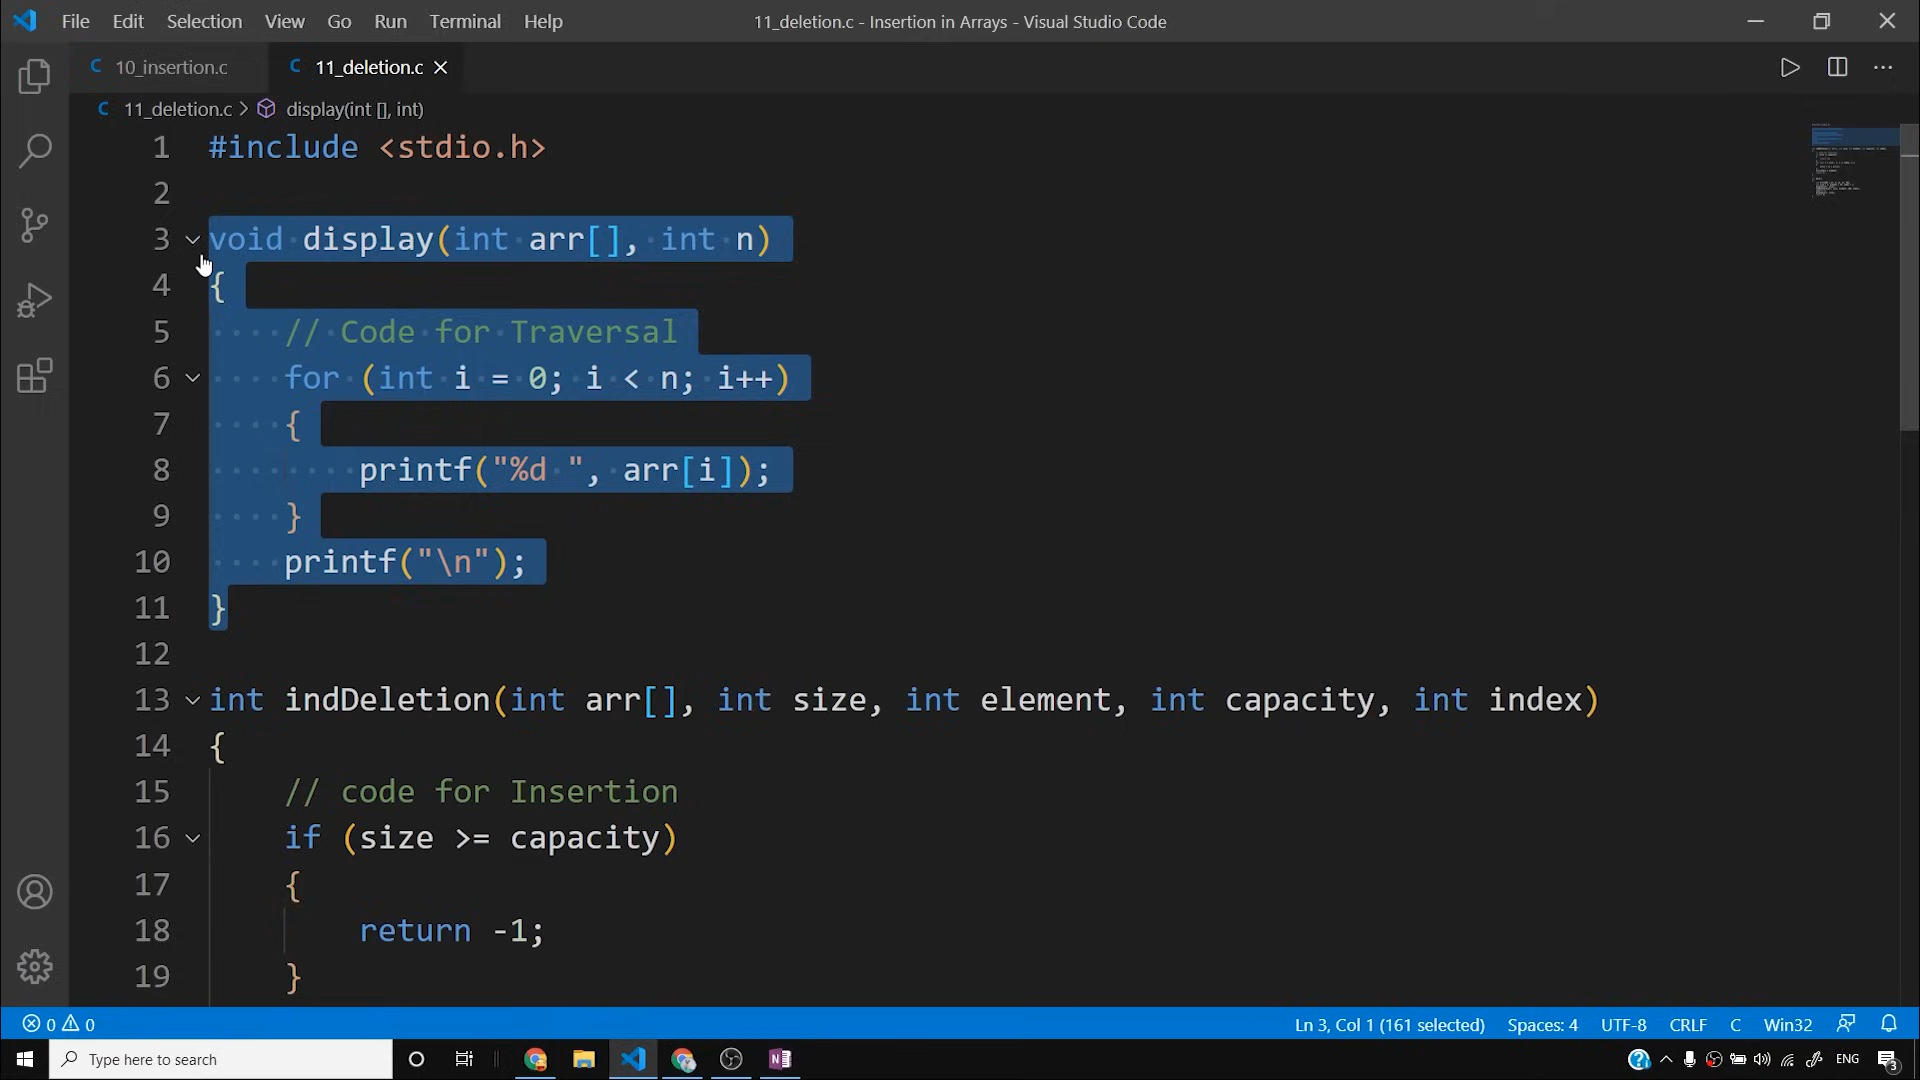 File Edit Selection View Go Run Terminal Help
11_deletion.c - Insertion in Arrays - Visual Studio Code
C 10_insertion.c
C 11_deletion.c
C 11_deletion.c > display(int [], int)
1 #include <stdio.h>
2
3 void display(int arr[], int n)
4 {
5 // Code for Traversal
6 for (int i = 0; i < n; i++)
7 {
8 printf("%d ", arr[i]);
9 }
10 printf("\n");
11 }
12
13 int indDeletion(int arr[], int size, int element, int capacity, int index)
14 {
15 // code for Insertion
16 if (size >= capacity)
17 {
18 return -1;
19 }
0 0
Ln 3, Col 1 (161 selected) Spaces: 4 UTF-8 CRLF C Win32
Type here to search
ENG
3